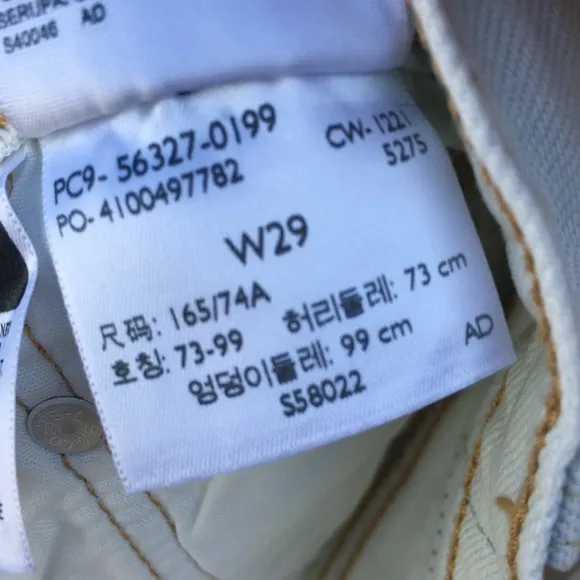 S40046 AD
PC9- 56327-0199
CW-1221
PO- 4100497782
5275
W29
尺码: 165/74A
허리둘레: 73 cm
호칭: 73-99
엉덩이둘레: 99 cm
AD
S58022